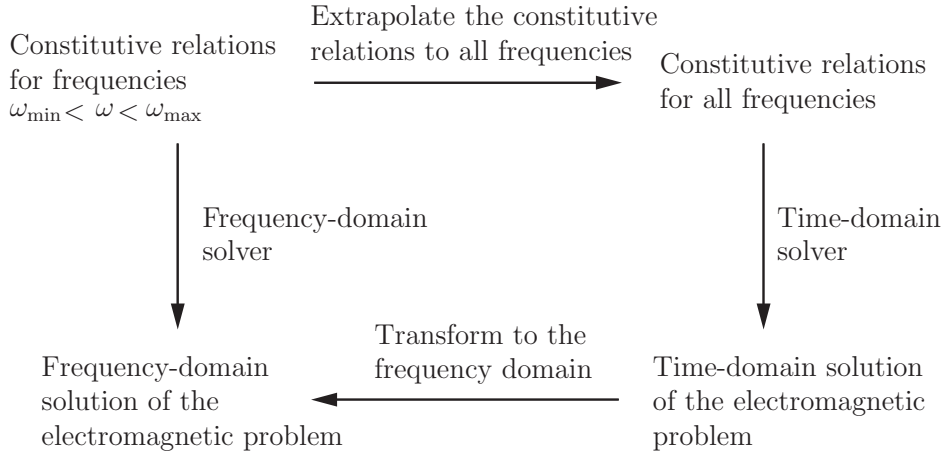 Constitutive relations
for frequencies
ω_min < ω < ω_max
Extrapolate the constitutive
relations to all frequencies
Constitutive relations
for all frequencies
Frequency-domain
solver
Time-domain
solver
Transform to the
frequency domain
Frequency-domain
solution of the
electromagnetic problem
Time-domain solution
of the electromagnetic
problem